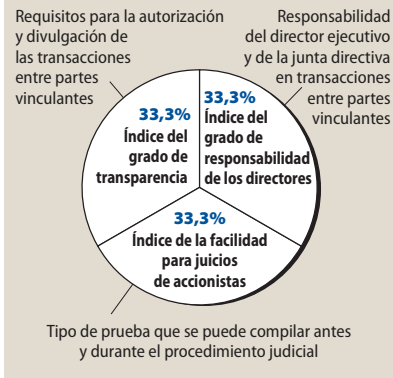 Requisitos para la autorización
y divulgación de
las transacciones
entre partes
vinculantes
Responsabilidad
del director ejecutivo
y de la junta directiva
en transacciones
entre partes
vinculantes
33,3%
Índice del
grado de
transparencia
33,3%
Índice del
grado de
responsabilidad
de los directores
33,3%
Índice de la facilidad
para juicios
de accionistas
Tipo de prueba que se puede compilar antes
y durante el procedimiento judicial